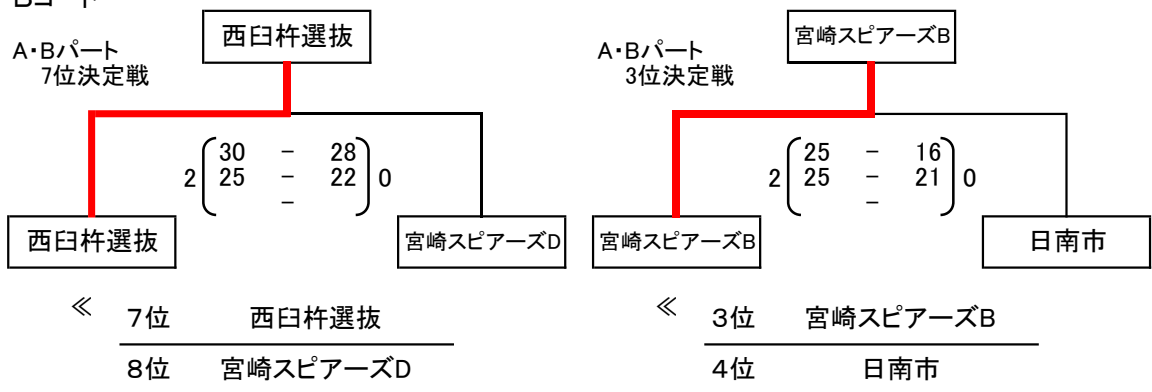 Bコート
A・Bパート
7位決定戦
西臼杵選抜
2 30 - 28 0
25 - 22
-
西臼杵選抜
宮崎スピアーズD
≪ 7位 西臼杵選抜
8位 宮崎スピアーズD
A・Bパート
3位決定戦
宮崎スピアーズB
2 25 - 16 0
25 - 21
-
宮崎スピアーズB
日南市
≪ 3位 宮崎スピアーズB
4位 日南市